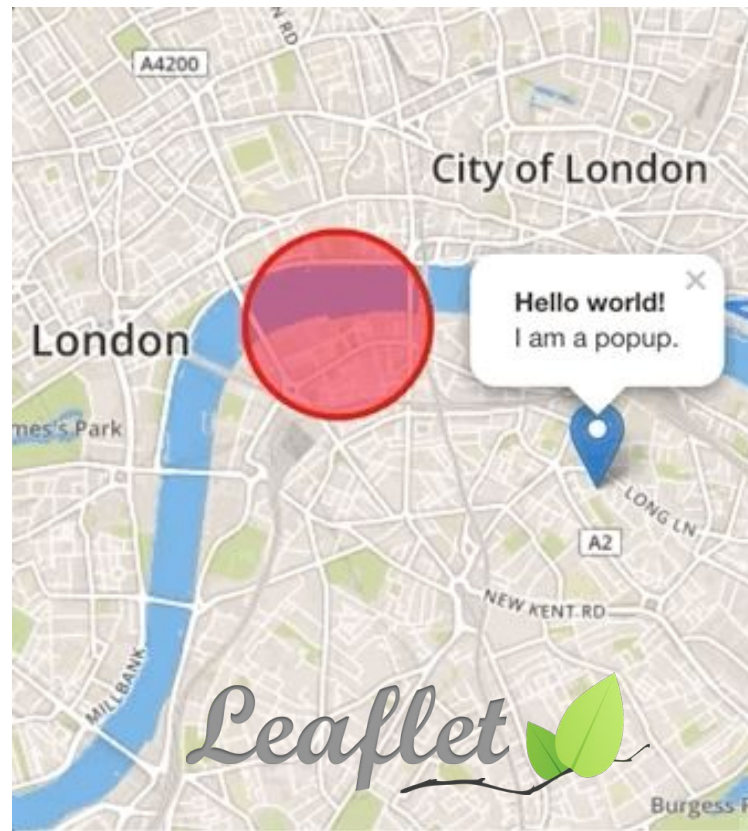 N RD
A4200
City of London
Hello world!
I am a popup.
London
mes's Park
LONG LN
A2
NEW KENT RD
MILLBANK
Leaflet
Burgess P